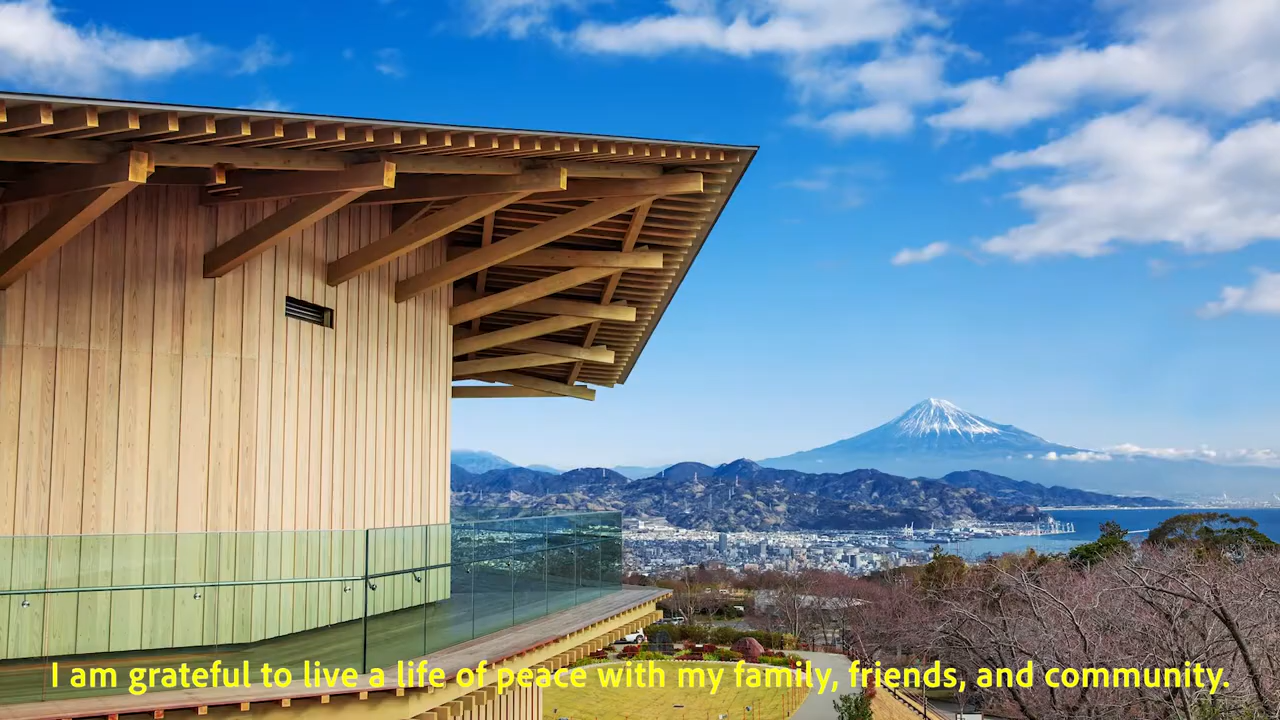 I am grateful to live a life of peace with my family, friends, and community.